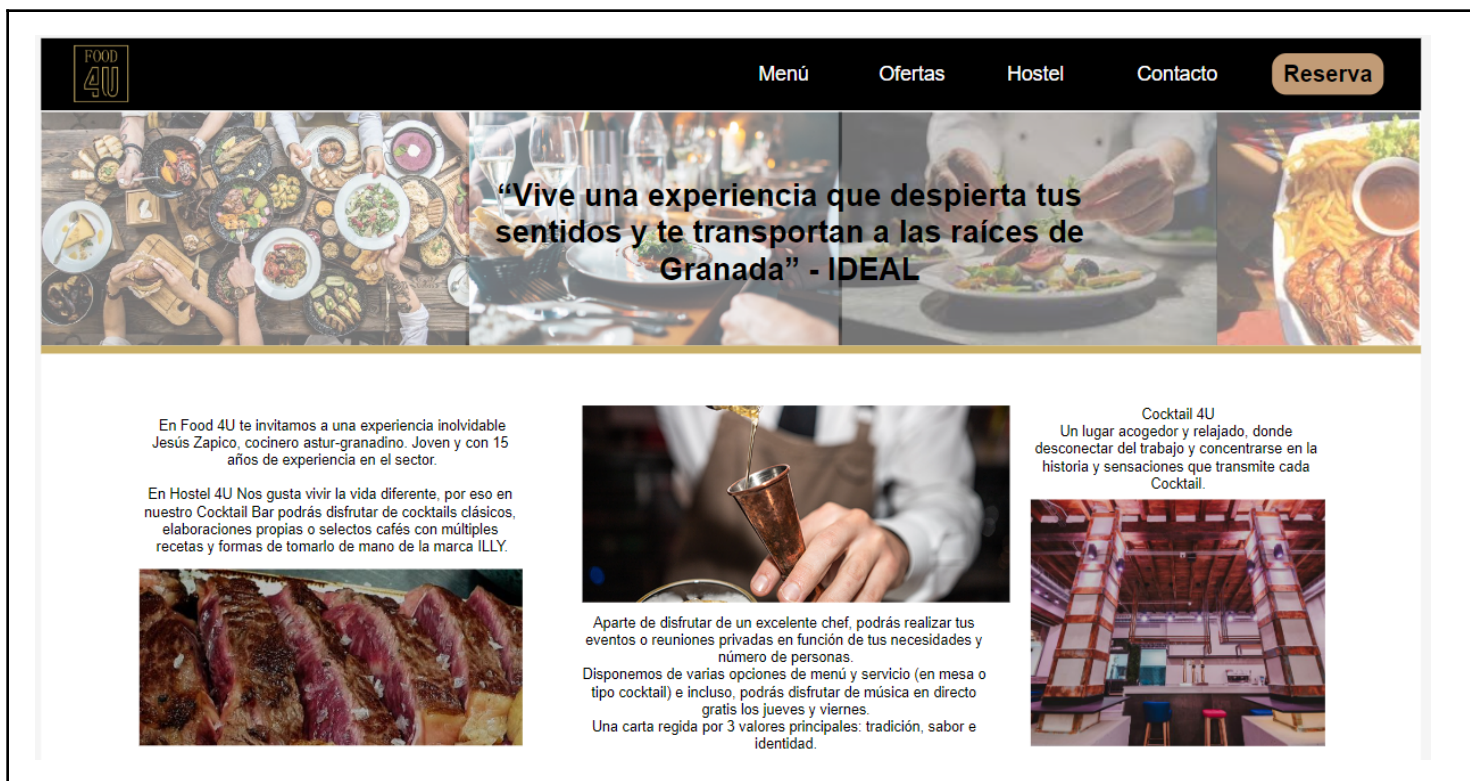 FOOD
4U
Menú
Ofertas
Hostel
Contacto
Reserva
“Vive una experiencia que despierta tus
sentidos y te transportan a las raíces de
Granada” - IDEAL
En Food 4U te invitamos a una experiencia inolvidable
Jesús Zapico, cocinero astur-granadino. Joven y con 15
años de experiencia en el sector.
En Hostel 4U Nos gusta vivir la vida diferente, por eso en
nuestro Cocktail Bar podrás disfrutar de cocktails clásicos,
elaboraciones propias o selectos cafés con múltiples
recetas y formas de tomarlo de mano de la marca ILLY.
Aparte de disfrutar de un excelente chef, podrás realizar tus
eventos o reuniones privadas en función de tus necesidades y
número de personas.
Disponemos de varias opciones de menú y servicio (en mesa o
tipo cocktail) e incluso, podrás disfrutar de música en directo
gratis los jueves y viernes.
Una carta regida por 3 valores principales: tradición, sabor e
identidad.
Cocktail 4U
Un lugar acogedor y relajado, donde
desconectar del trabajo y concentrarse en la
historia y sensaciones que transmite cada
Cocktail.